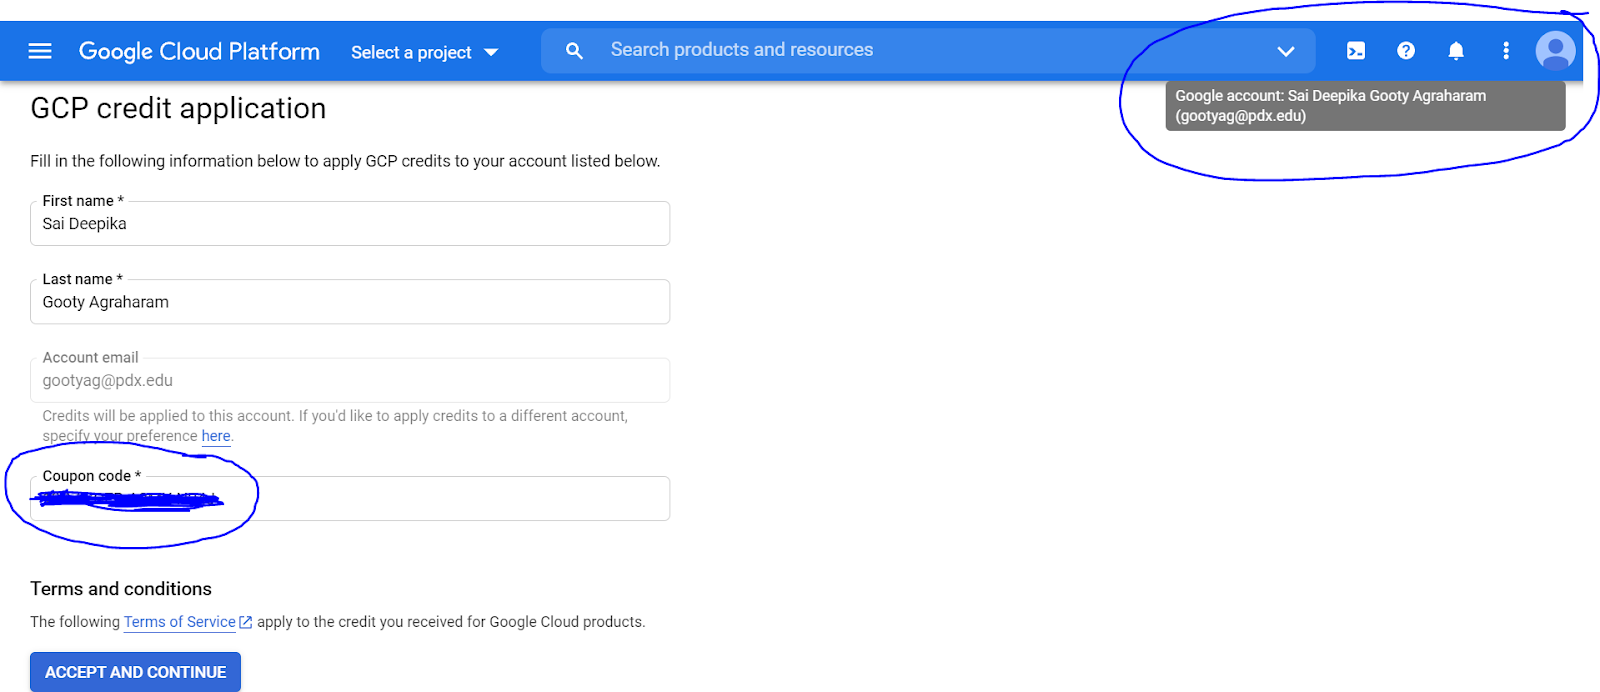 Google Cloud Platform Select a project Search products and resources
Google account: Sai Deepika Gooty Agraharam
(gootyag@pdx.edu)
GCP credit application
Fill in the following information below to apply GCP credits to your account listed below.
First name *
Sai Deepika
Last name *
Gooty Agraharam
Account email
gootyag@pdx.edu
Credits will be applied to this account. If you'd like to apply credits to a different account,
specify your preference here.
Coupon code *
Terms and conditions
The following Terms of Service apply to the credit you received for Google Cloud products.
ACCEPT AND CONTINUE